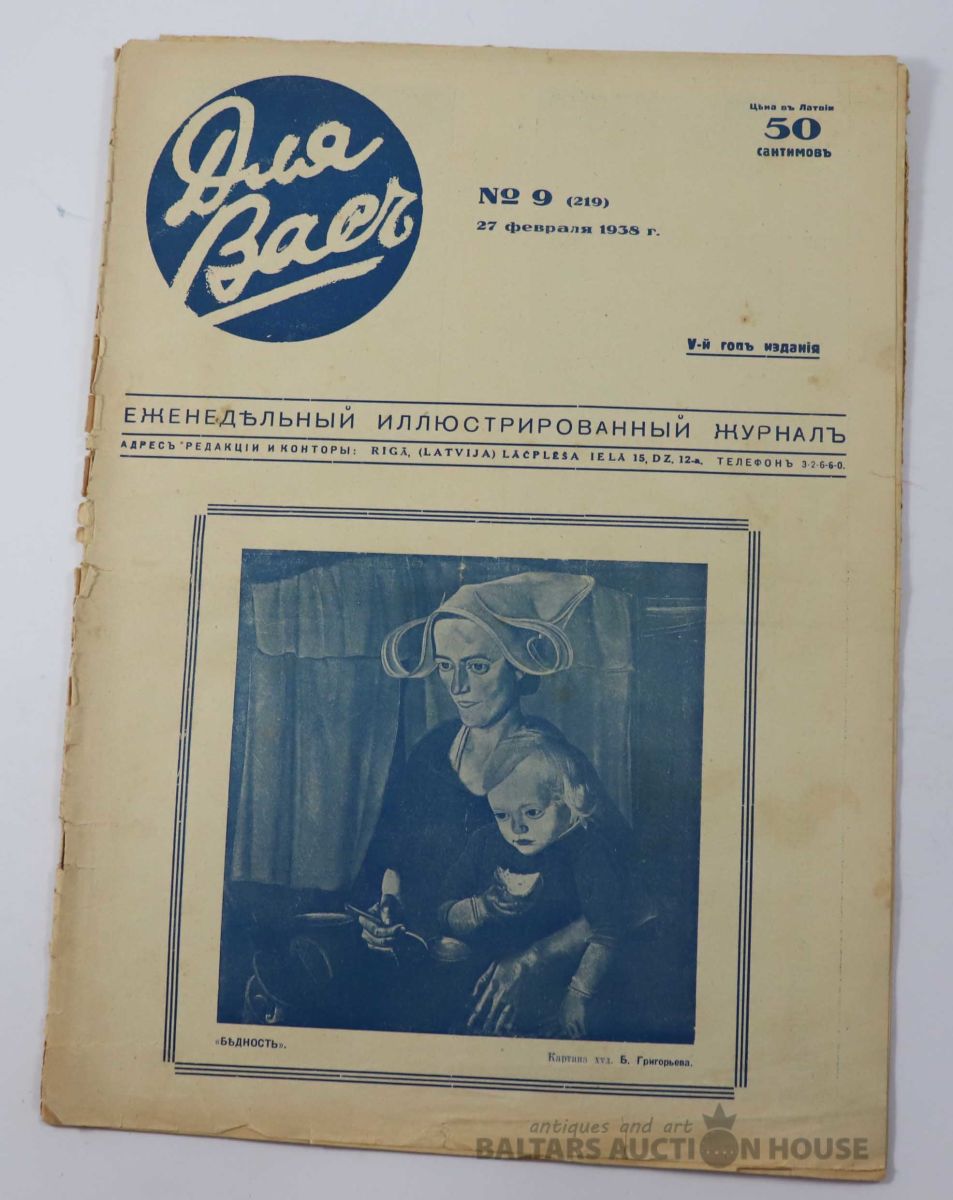 Для
Васъ
Цѣна въ Латвіи
50
сантимовъ
№ 9 (219)
27 февраля 1938 г.
V-й годъ изданія
ЕЖЕНЕДѢЛЬНЫЙ ИЛЛЮСТРИРОВАННЫЙ ЖУРНАЛЪ
АДРЕСЪ РЕДАКЦІИ И КОНТОРЫ: RIGĀ, (LATVIJA) LĀČPLĒŠA IELĀ 15, DZ. 12-a. ТЕЛЕФОНЪ 3-2-6-6-0.
«БѢДНОСТЬ».
Картина худ. Б. Григорьева.
antiques and art
BALTARS AUCTION HOUSE